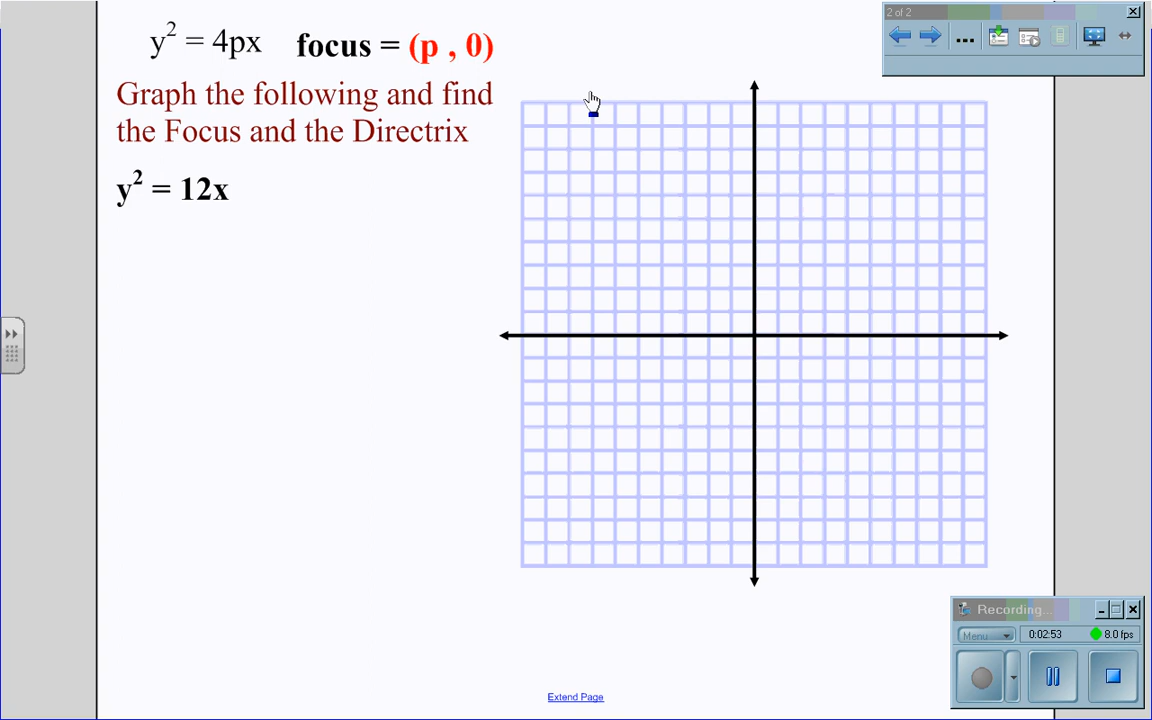 y² = 4px focus = (p , 0)
Graph the following and find
the Focus and the Directrix
y² = 12x
2 of 2
...
Recording...
Menu 0:02:53 8.0 fps
Extend Page